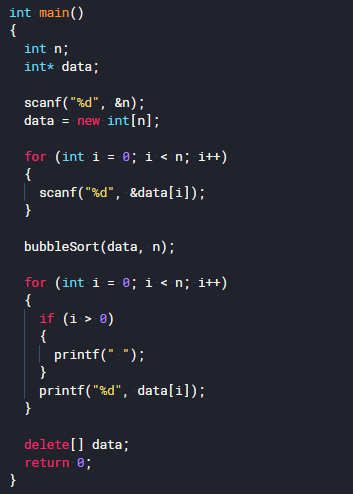 int main()
{
  int n;
  int* data;

  scanf("%d", &n);
  data = new int[n];

  for (int i = 0; i < n; i++)
  {
    scanf("%d", &data[i]);
  }

  bubbleSort(data, n);

  for (int i = 0; i < n; i++)
  {
    if (i > 0)
    {
      printf(" ");
    }
    printf("%d", data[i]);
  }

  delete[] data;
  return 0;
}